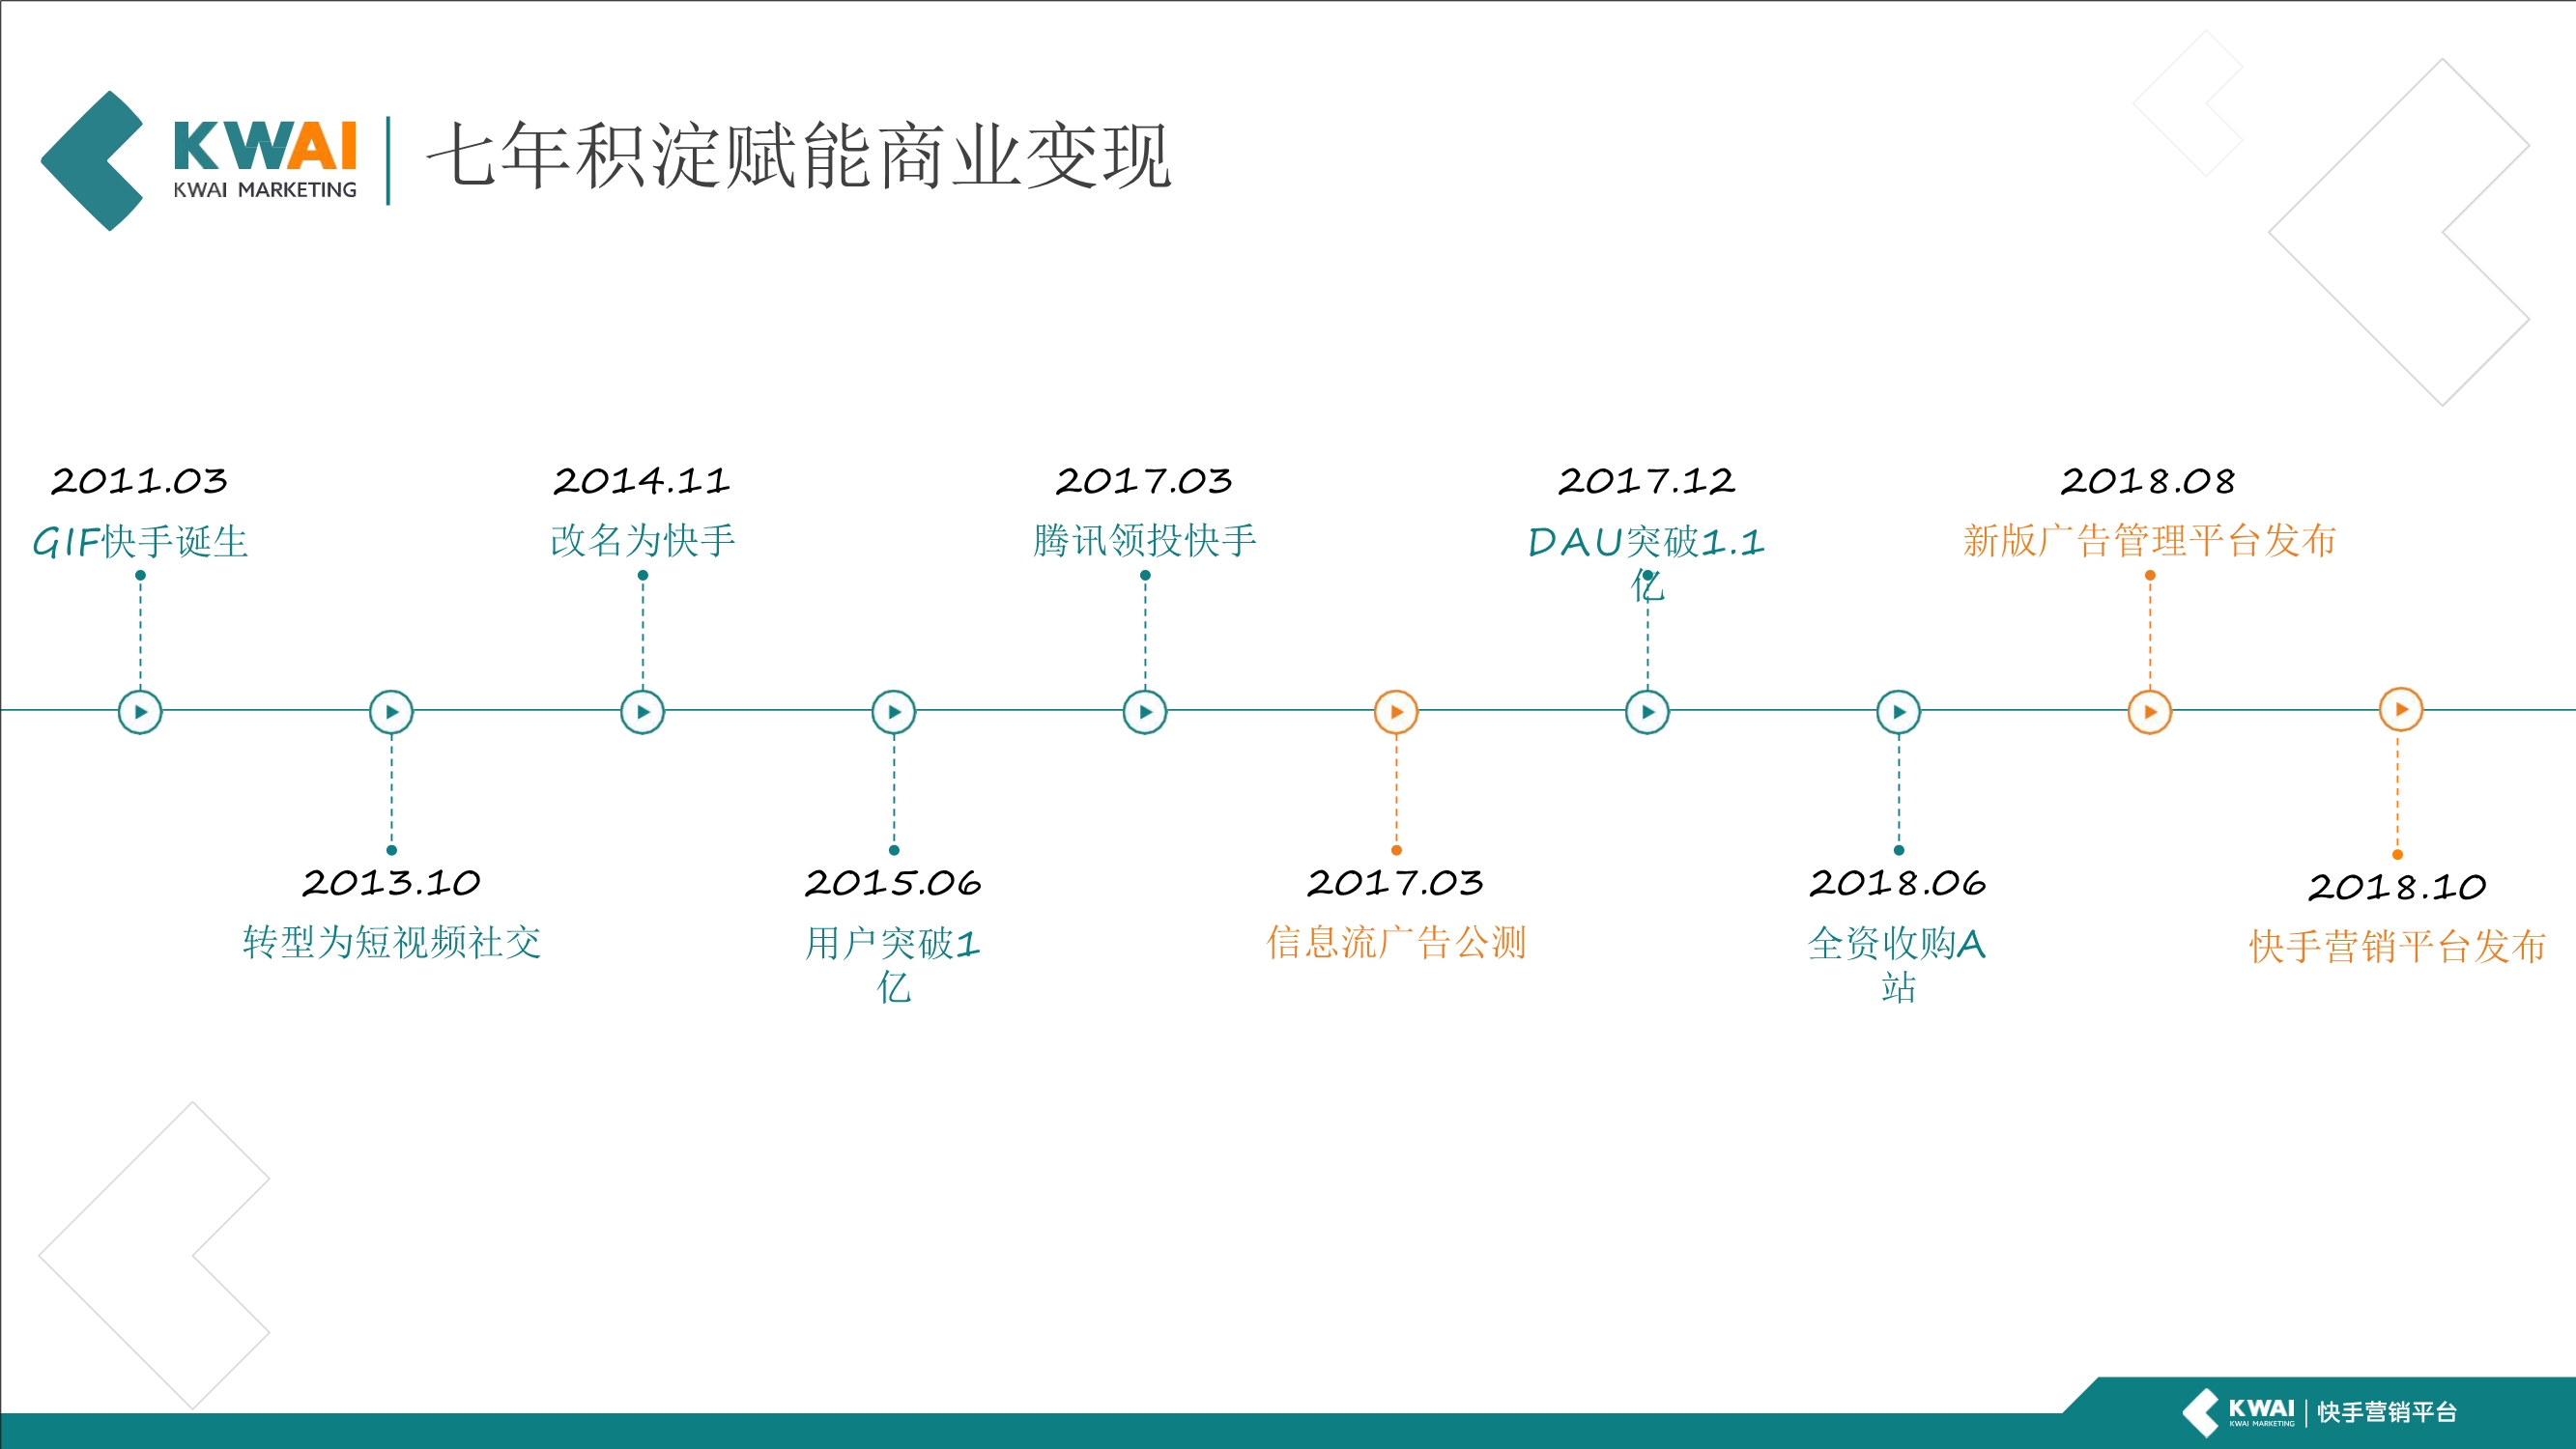 KWAI
KWAI MARKETING
七年积淀赋能商业变现
2011.03
GIF快手诞生
2014.11
改名为快手
2017.03
腾讯领投快手
2017.12
DAU突破1.1
亿
2018.08
新版广告管理平台发布
2013.10
转型为短视频社交
2015.06
用户突破1
亿
2017.03
信息流广告公测
2018.06
全资收购A
站
2018.10
快手营销平台发布
KWAI
KWAI MARKETING
快手营销平台